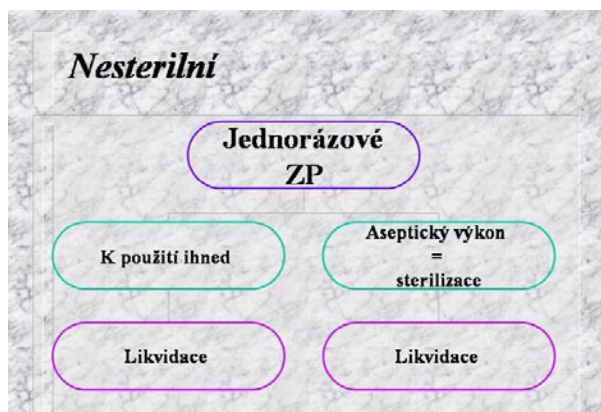 Nesterilní
Jednorázové
ZP
K použití ihned
Aseptický výkon
=
sterilizace
Likvidace
Likvidace